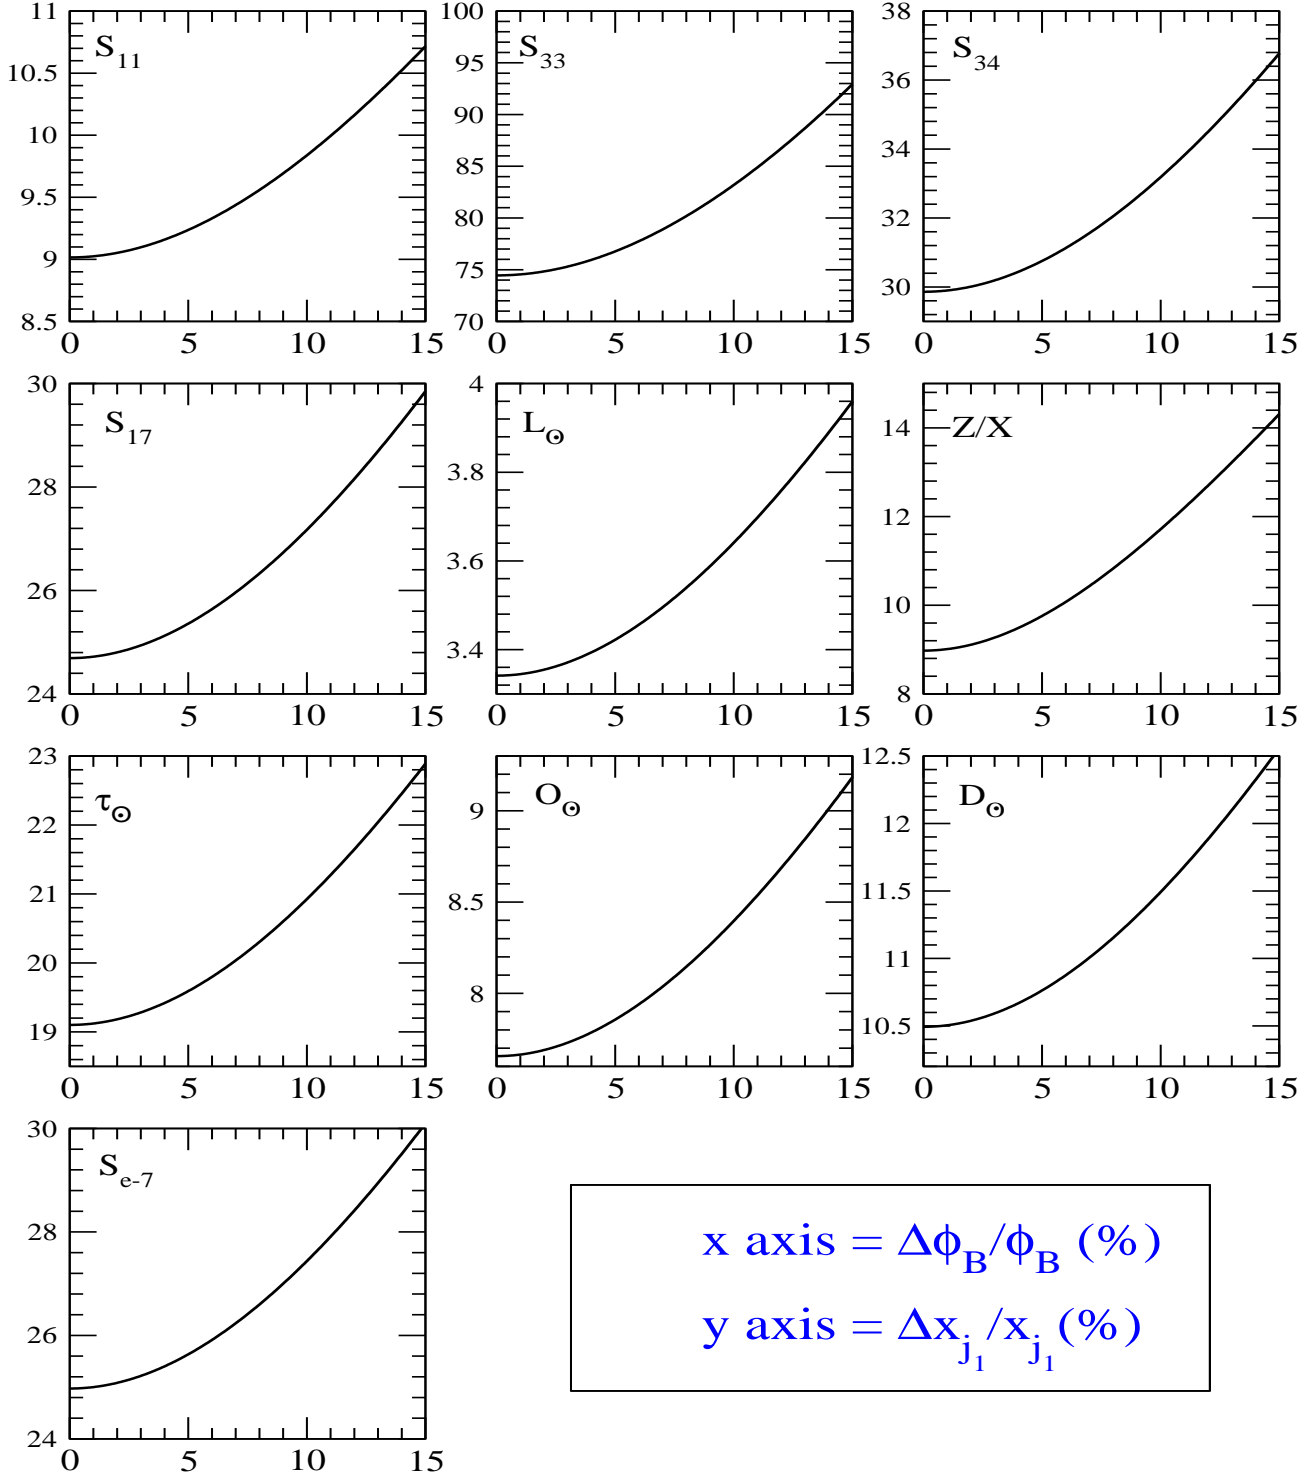 11
10.5
10
9.5
9
8.5
0 5 10 15
S11
100
95
90
85
80
75
70
0 5 10 15
S33
38
36
34
32
30
0 5 10 15
S34
30
28
26
24
0 5 10 15
S17
4
3.8
3.6
3.4
0 5 10 15
L⊙
14
12
10
8
0 5 10 15
Z/X
23
22
21
20
19
0 5 10 15
τ⊙
9
8.5
8
0 5 10 15
O⊙
12.5
12
11.5
11
10.5
0 5 10 15
D⊙
30
28
26
24
0 5 10 15
Se-7
x axis = ΔϕB/ϕB (%)
y axis = Δxj1/xj1(%)